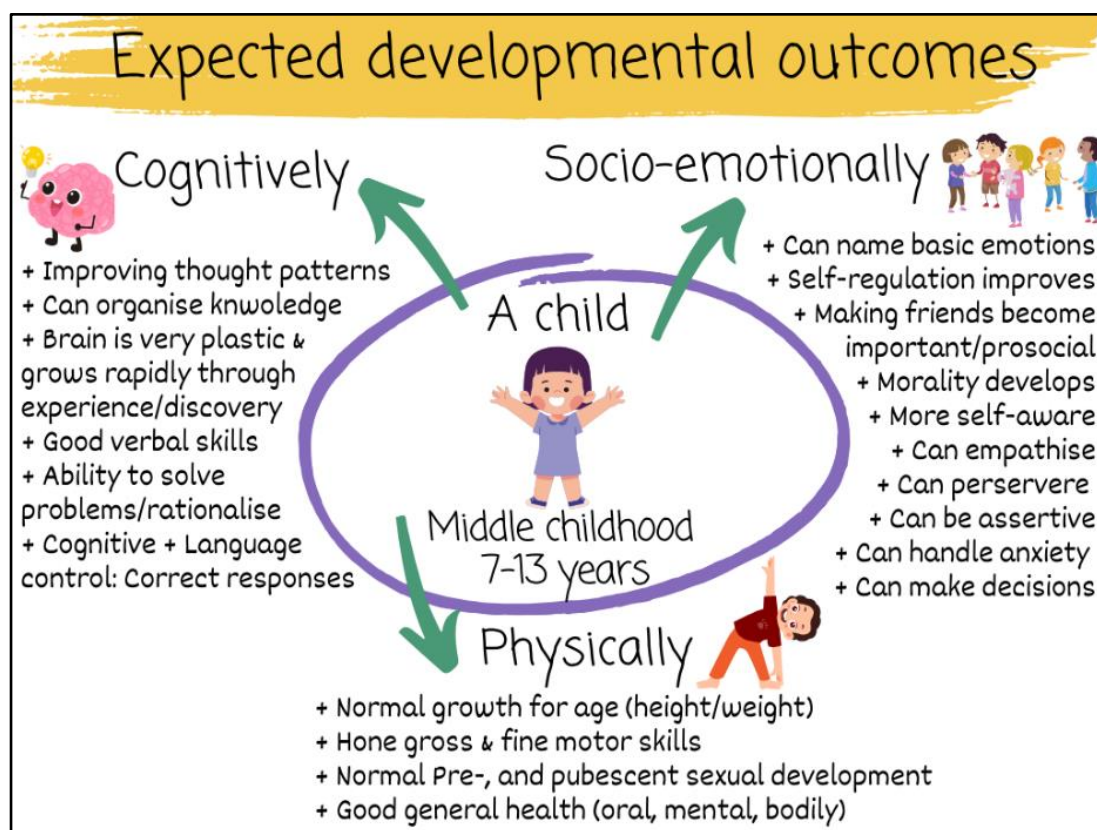 Expected developmental outcomes
Cognitively
+ Improving thought patterns
+ Can organise knwoledge
+ Brain is very plastic &
grows rapidly through
experience/discovery
+ Good verbal skills
+ Ability to solve
problems/rationalise
+ Cognitive + Language
control: Correct responses
Socio-emotionally
+ Can name basic emotions
+ Self-regulation improves
+ Making friends become
important/prosocial
+ Morality develops
+ More self-aware
+ Can empathise
+ Can perservere
+ Can be assertive
+ Can handle anxiety
+ Can make decisions
A child
Middle childhood
7-13 years
Physically
+ Normal growth for age (height/weight)
+ Hone gross & fine motor skills
+ Normal Pre-, and pubescent sexual development
+ Good general health (oral, mental, bodily)